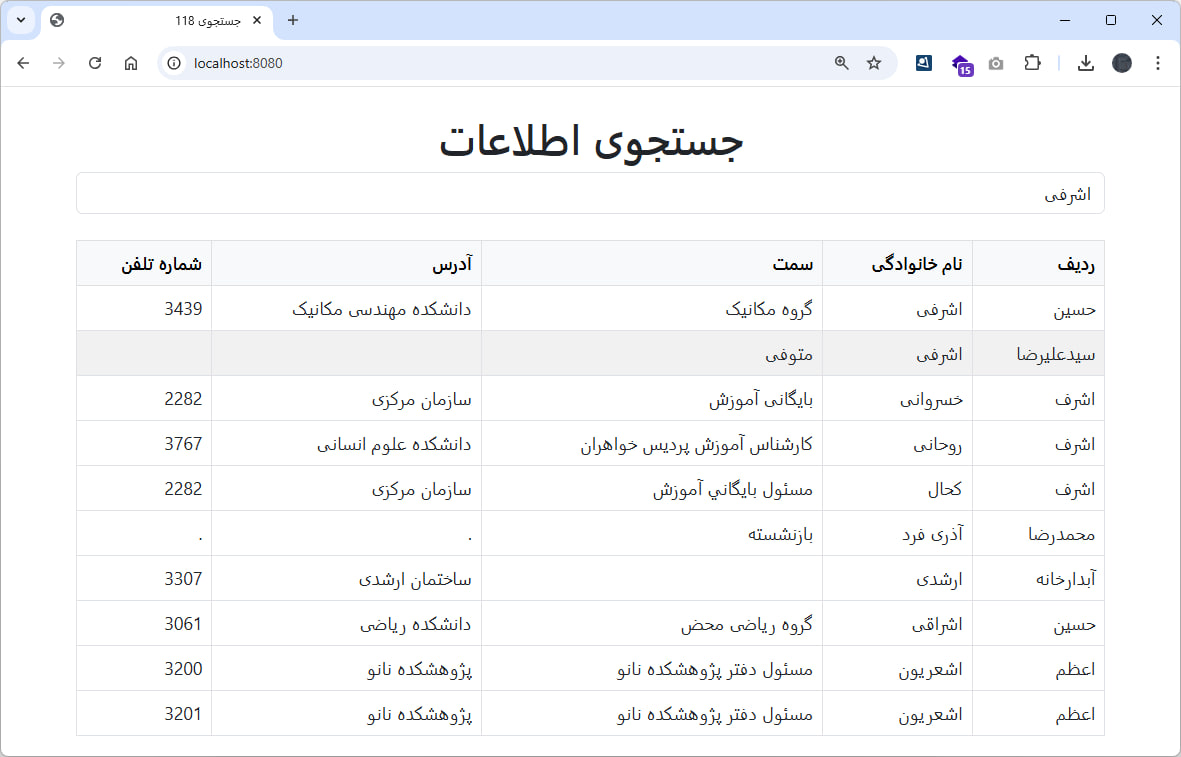 جستجوی 118
localhost:8080
15
جستجوی اطلاعات
اشرفی
ردیف نام خانوادگی سمت آدرس شماره تلفن
حسین اشرفی گروه مکانیک دانشکده مهندسی مکانیک 3439
سیدعلیرضا اشرفی متوفی
اشرف خسروانی بایگانی آموزش سازمان مرکزی 2282
اشرف روحانی کارشناس آموزش پردیس خواهران دانشکده علوم انسانی 3767
اشرف کحال مسئول بايگاني آموزش سازمان مرکزی 2282
محمدرضا آذری فرد بازنشسته . .
آبدارخانه ارشدی ساختمان ارشدی 3307
حسین اشراقی گروه ریاضی محض دانشکده ریاضی 3061
اعظم اشعریون مسئول دفتر پژوهشکده نانو پژوهشکده نانو 3200
اعظم اشعریون مسئول دفتر پژوهشکده نانو پژوهشکده نانو 3201